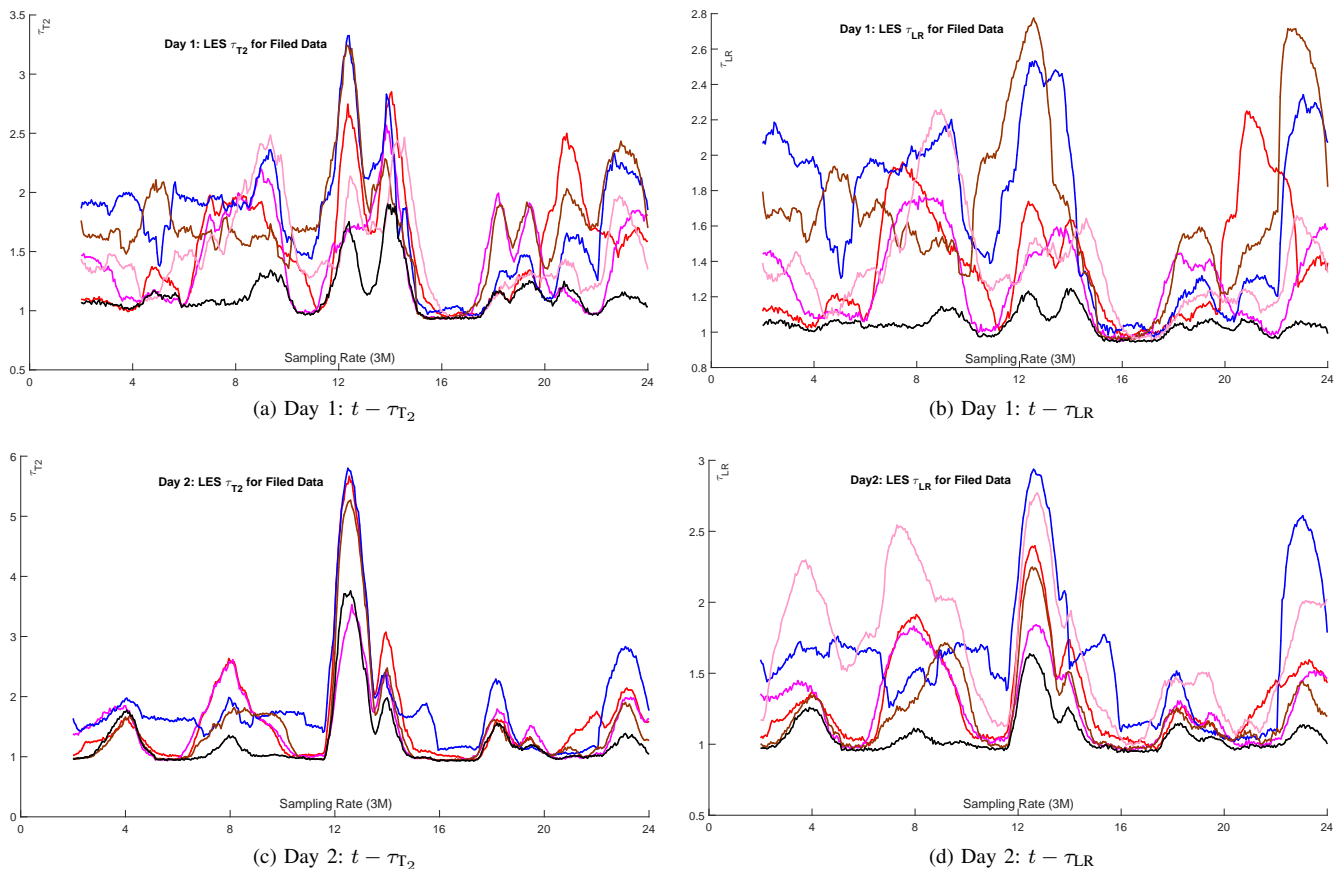 3.5
τT2
Day 1: LES τT2 for Filed Data
3
2.5
2
1.5
1
Sampling Rate (3M)
0.5
0 4 8 12 16 20 24
(a) Day 1: t − τT2
2.8
τLR
Day 1: LES τLR for Filed Data
2.6
2.4
2.2
2
1.8
1.6
1.4
1.2
1
Sampling Rate (3M)
0.8
0 4 8 12 16 20 24
(b) Day 1: t − τLR
6
τT2
Day 2: LES τT2 for Filed Data
5
4
3
2
1
Sampling Rate (3M)
0
0 4 8 12 16 20 24
(c) Day 2: t − τT2
3
τLR
Day2: LES τLR for Filed Data
2.5
2
1.5
1
Sampling Rate (3M)
0.5
0 4 8 12 16 20 24
(d) Day 2: t − τLR